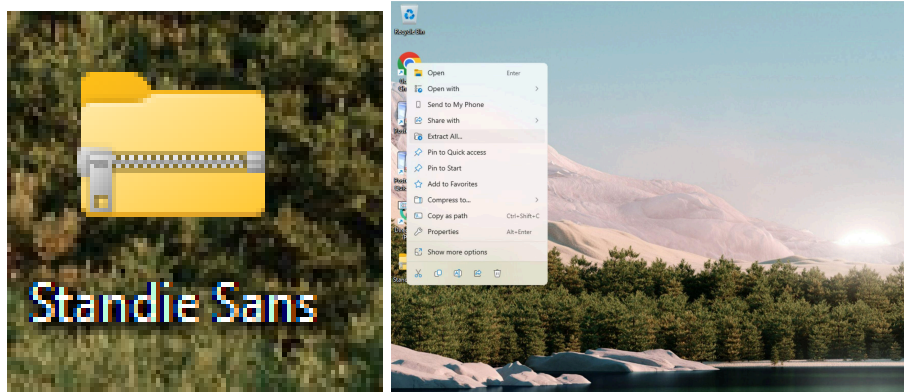 Standie Sans
Recycle Bin
Open Enter
Open with
Send to My Phone
Share with
Extract All...
Pin to Quick access
Pin to Start
Add to Favorites
Compress to...
Copy as path Ctrl+Shift+C
Properties Alt+Enter
Show more options